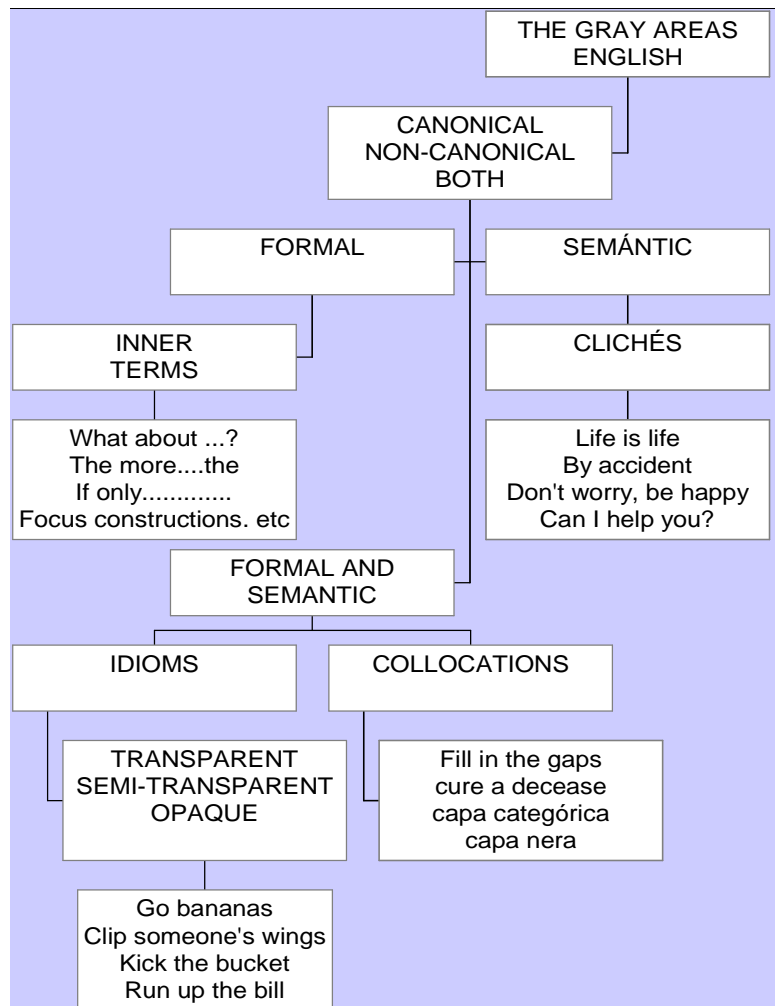 THE GRAY AREAS
ENGLISH
CANONICAL
NON-CANONICAL
BOTH
FORMAL
SEMÁNTIC
INNER
TERMS
CLICHÉS
What about ...?
The more....the
If only.............
Focus constructions. etc
Life is life
By accident
Don't worry, be happy
Can I help you?
FORMAL AND
SEMANTIC
IDIOMS
COLLOCATIONS
TRANSPARENT
SEMI-TRANSPARENT
OPAQUE
Fill in the gaps
cure a decease
capa categórica
capa nera
Go bananas
Clip someone's wings
Kick the bucket
Run up the bill